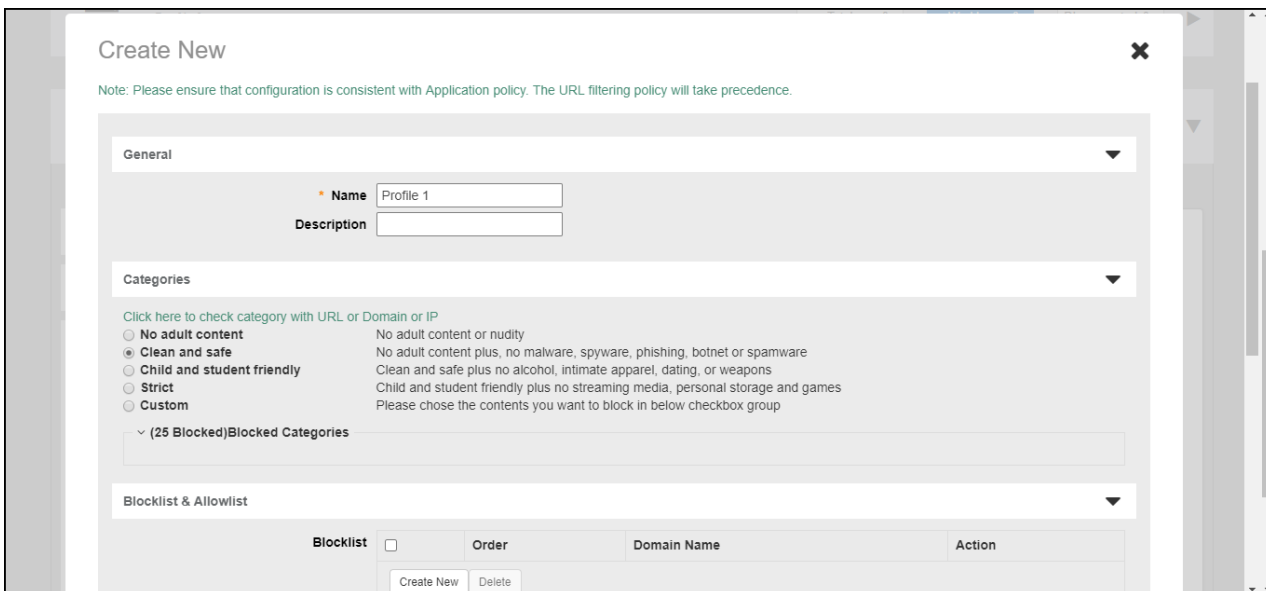 Create New
Note: Please ensure that configuration is consistent with Application policy. The URL filtering policy will take precedence.
General
* Name Profile 1
Description
Categories
Click here to check category with URL or Domain or IP
No adult content No adult content or nudity
Clean and safe No adult content plus, no malware, spyware, phishing, botnet or spamware
Child and student friendly Clean and safe plus no alcohol, intimate apparel, dating, or weapons
Strict Child and student friendly plus no streaming media, personal storage and games
Custom Please chose the contents you want to block in below checkbox group
(25 Blocked)Blocked Categories
Blocklist & Allowlist
Blocklist Order Domain Name Action
Create New Delete